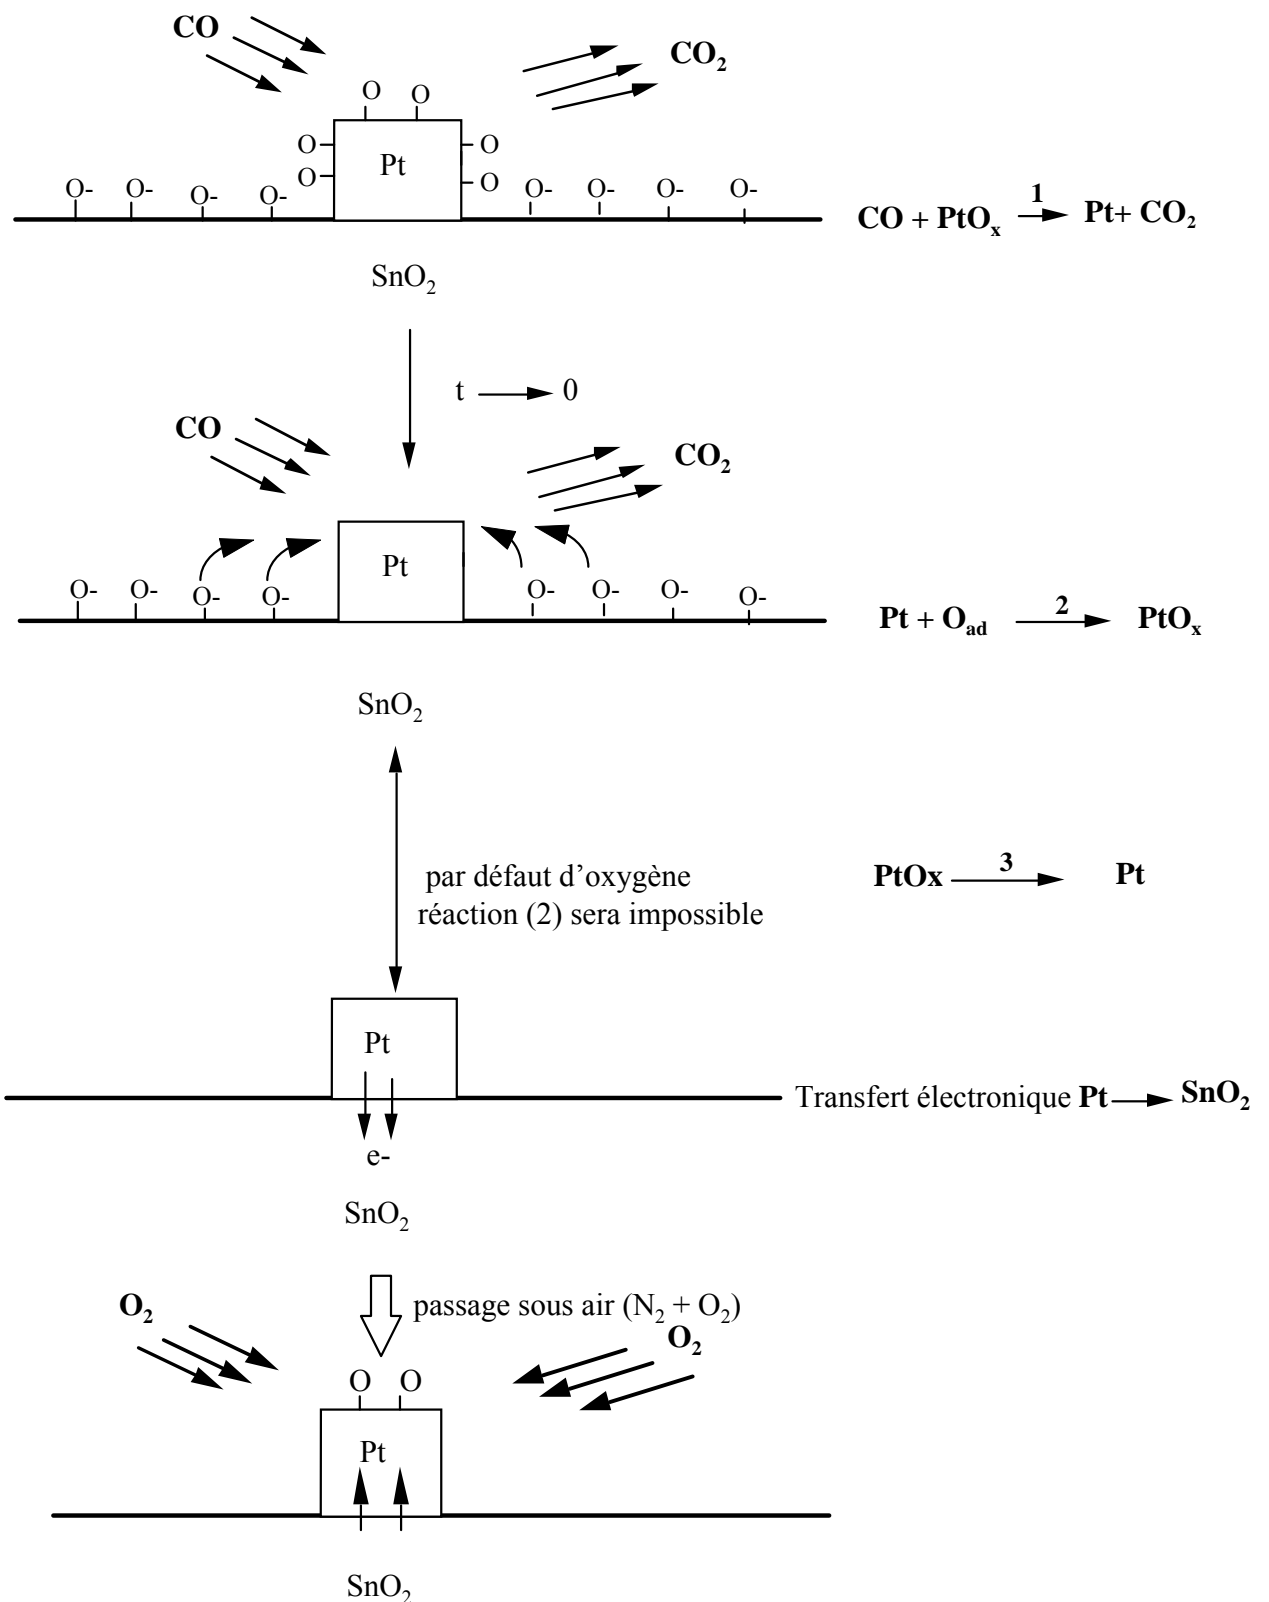 CO
CO₂
O O
O O
Pt
O O
O- O- O- O- O- O- O- O-
CO + PtOₓ 1 Pt+ CO₂
SnO₂
t 0
CO
CO₂
Pt
O- O- O- O- O- O- O- O-
Pt + Oad 2 PtOₓ
SnO₂
par défaut d’oxygène
réaction (2) sera impossible
PtOx 3 Pt
Pt
Transfert électronique Pt SnO₂
e-
SnO₂
passage sous air (N₂ + O₂)
O₂
O₂
O O
Pt
SnO₂